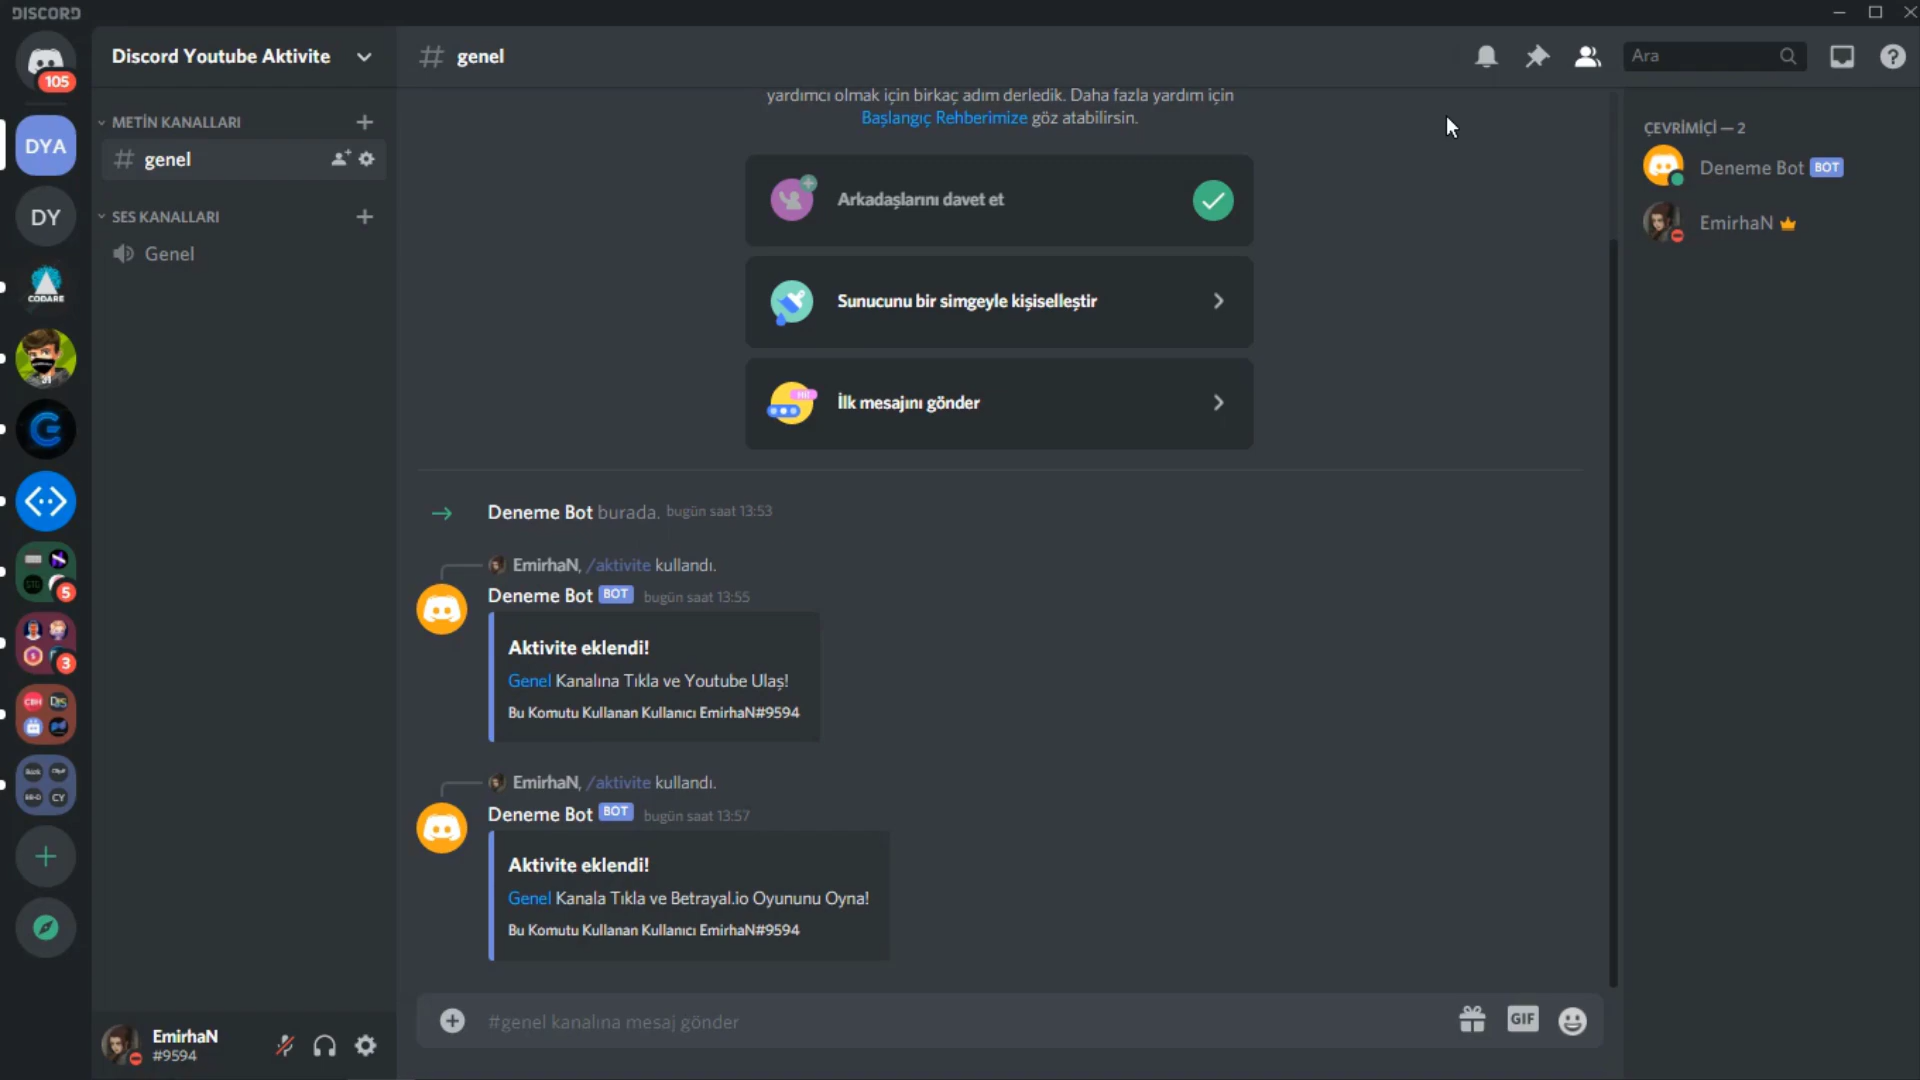 DISCORD
105
Discord Youtube Aktivite
genel
Ara
METİN KANALLARI
genel
SES KANALLARI
Genel
DYA
DY
CODARE
5
3
CY
yardımcı olmak için birkaç adım derledik. Daha fazla yardım için
Başlangıç Rehberimize göz atabilirsin.
Arkadaşlarını davet et
Sunucunu bir simgeyle kişiselleştir
İlk mesajını gönder
Deneme Bot burada. bugün saat 13:53
EmirhaN, /aktivite kullandı.
Deneme Bot BOT bugün saat 13:55
Aktivite eklendi!
Genel Kanalına Tıkla ve Youtube Ulaş!
Bu Komutu Kullanan Kullanıcı EmirhaN#9594
EmirhaN, /aktivite kullandı.
Deneme Bot BOT bugün saat 13:57
Aktivite eklendi!
Genel Kanala Tıkla ve Betrayal.io Oyununu Oyna!
Bu Komutu Kullanan Kullanıcı EmirhaN#9594
#genel kanalına mesaj gönder
GIF
ÇEVRİMİÇİ — 2
Deneme Bot BOT
EmirhaN
EmirhaN
#9594